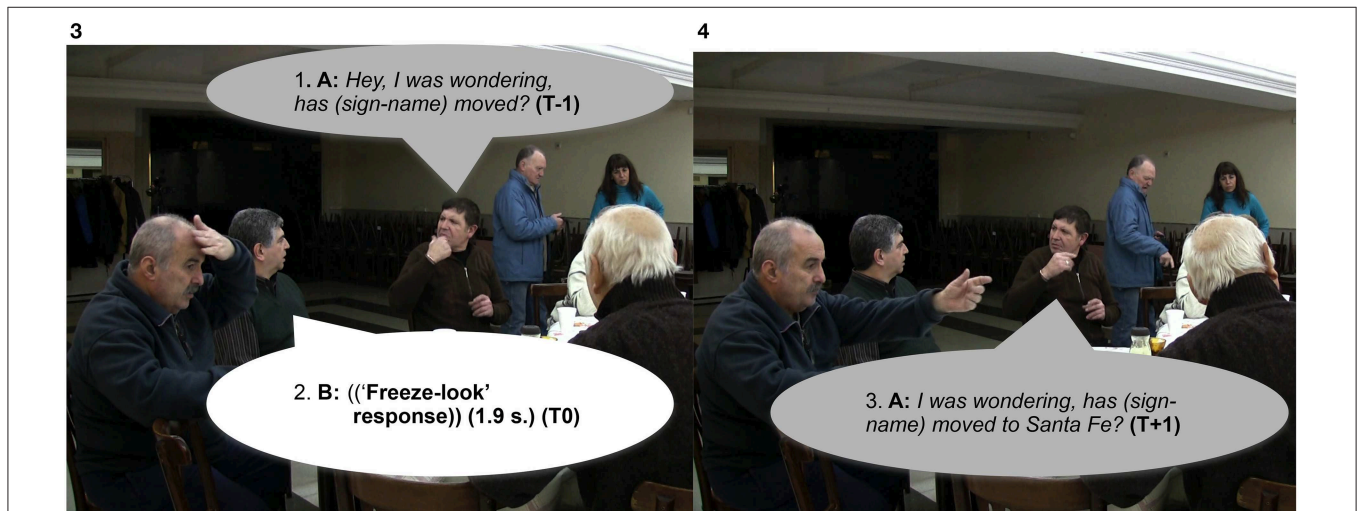 3
1. A: Hey, I was wondering,
has (sign-name) moved? (T-1)
2. B: ((‘Freeze-look’
response)) (1.9 s.) (T0)
4
3. A: I was wondering, has (sign-
name) moved to Santa Fe? (T+1)